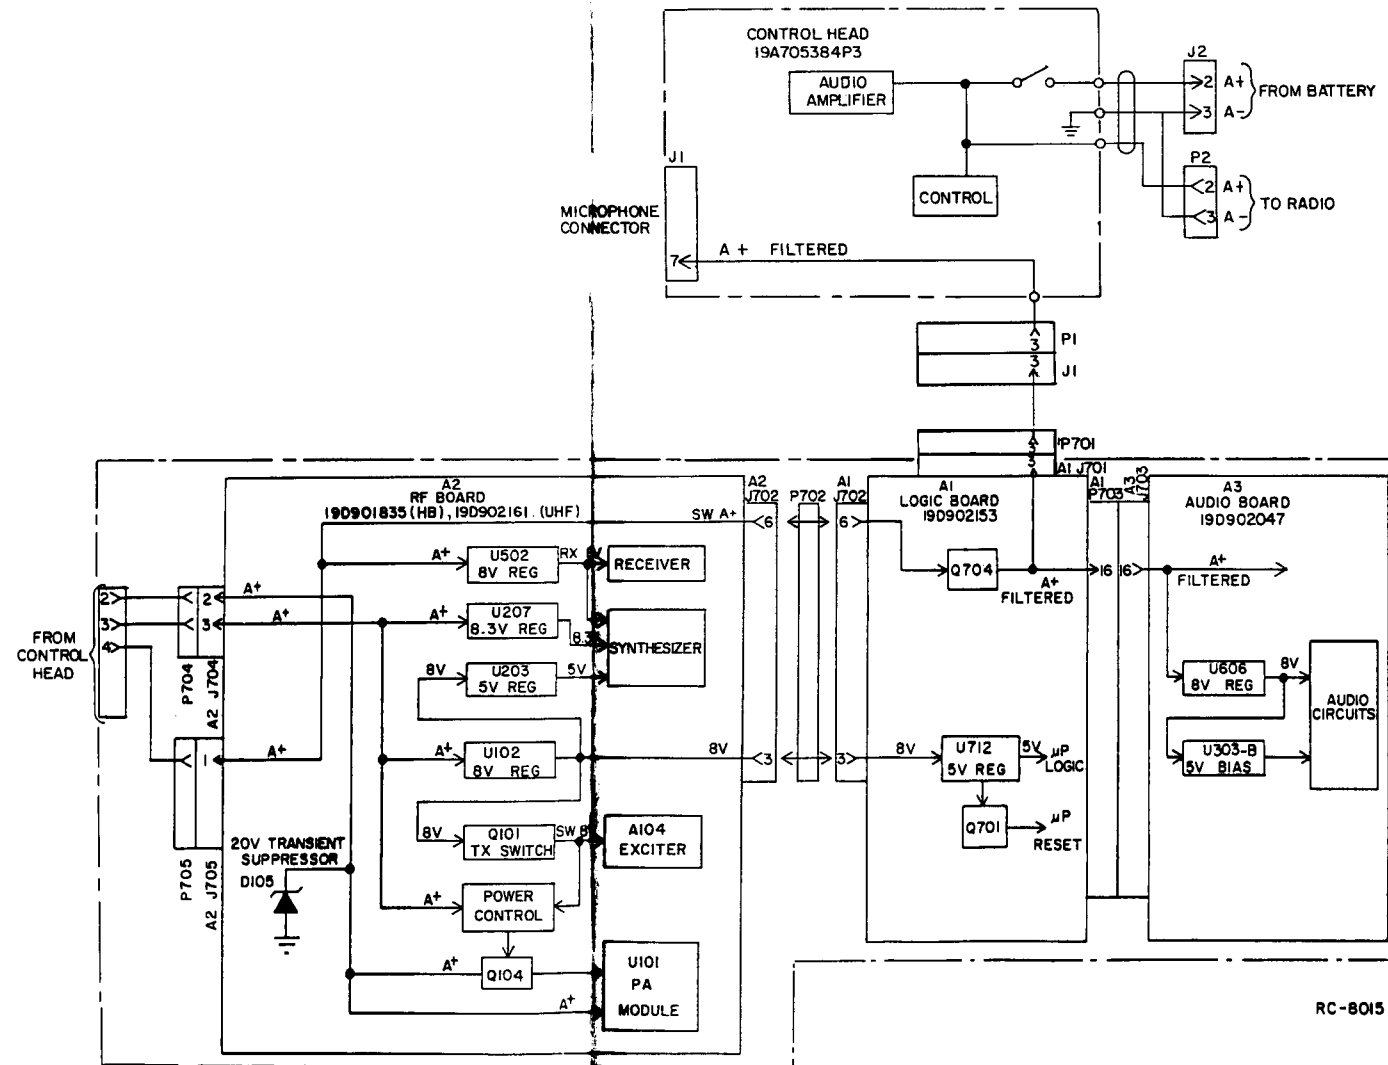 CONTROL HEAD
19A705384P3
AUDIO
AMPLIFIER
CONTROL
J2
2 A+
3 A-
FROM BATTERY
P2
2 A+
3 A-
TO RADIO
J1
MICROPHONE
CONNECTOR
7
A + FILTERED
3
P1
3
J1
3
P701
3
A1 J701
FROM
CONTROL
HEAD
2
3
4
P704
A2 J704
2
3
P705
A2 J705
1
A2
RF BOARD
19D901835(HB), 19D902161 (UHF)
A+
A+
A+
SW A+
A+
U502
8V REG
RX
8V
RECEIVER
A+
U207
8.3V REG
8.3
SYNTHESIZER
8V
U203
5V REG
5V
A+
U102
8V REG
8V
8V
Q101
TX SWITCH
SW 8
A104
EXCITER
20V TRANSIENT
SUPPRESSOR
D105
A+
POWER
CONTROL
A+
Q104
A+
U101
PA
MODULE
A2
J702
6
3
P702
A1
J702
6
3
A1
LOGIC BOARD
19D902153
Q704
A+
FILTERED
8V
U712
5V REG
5V
µP
LOGIC
Q701
µP
RESET
A1
P703
16
A3
J703
16
A3
AUDIO BOARD
19D902047
A+
FILTERED
U606
8V REG
8V
U303-B
5V BIAS
AUDIO
CIRCUITS
RC-8015